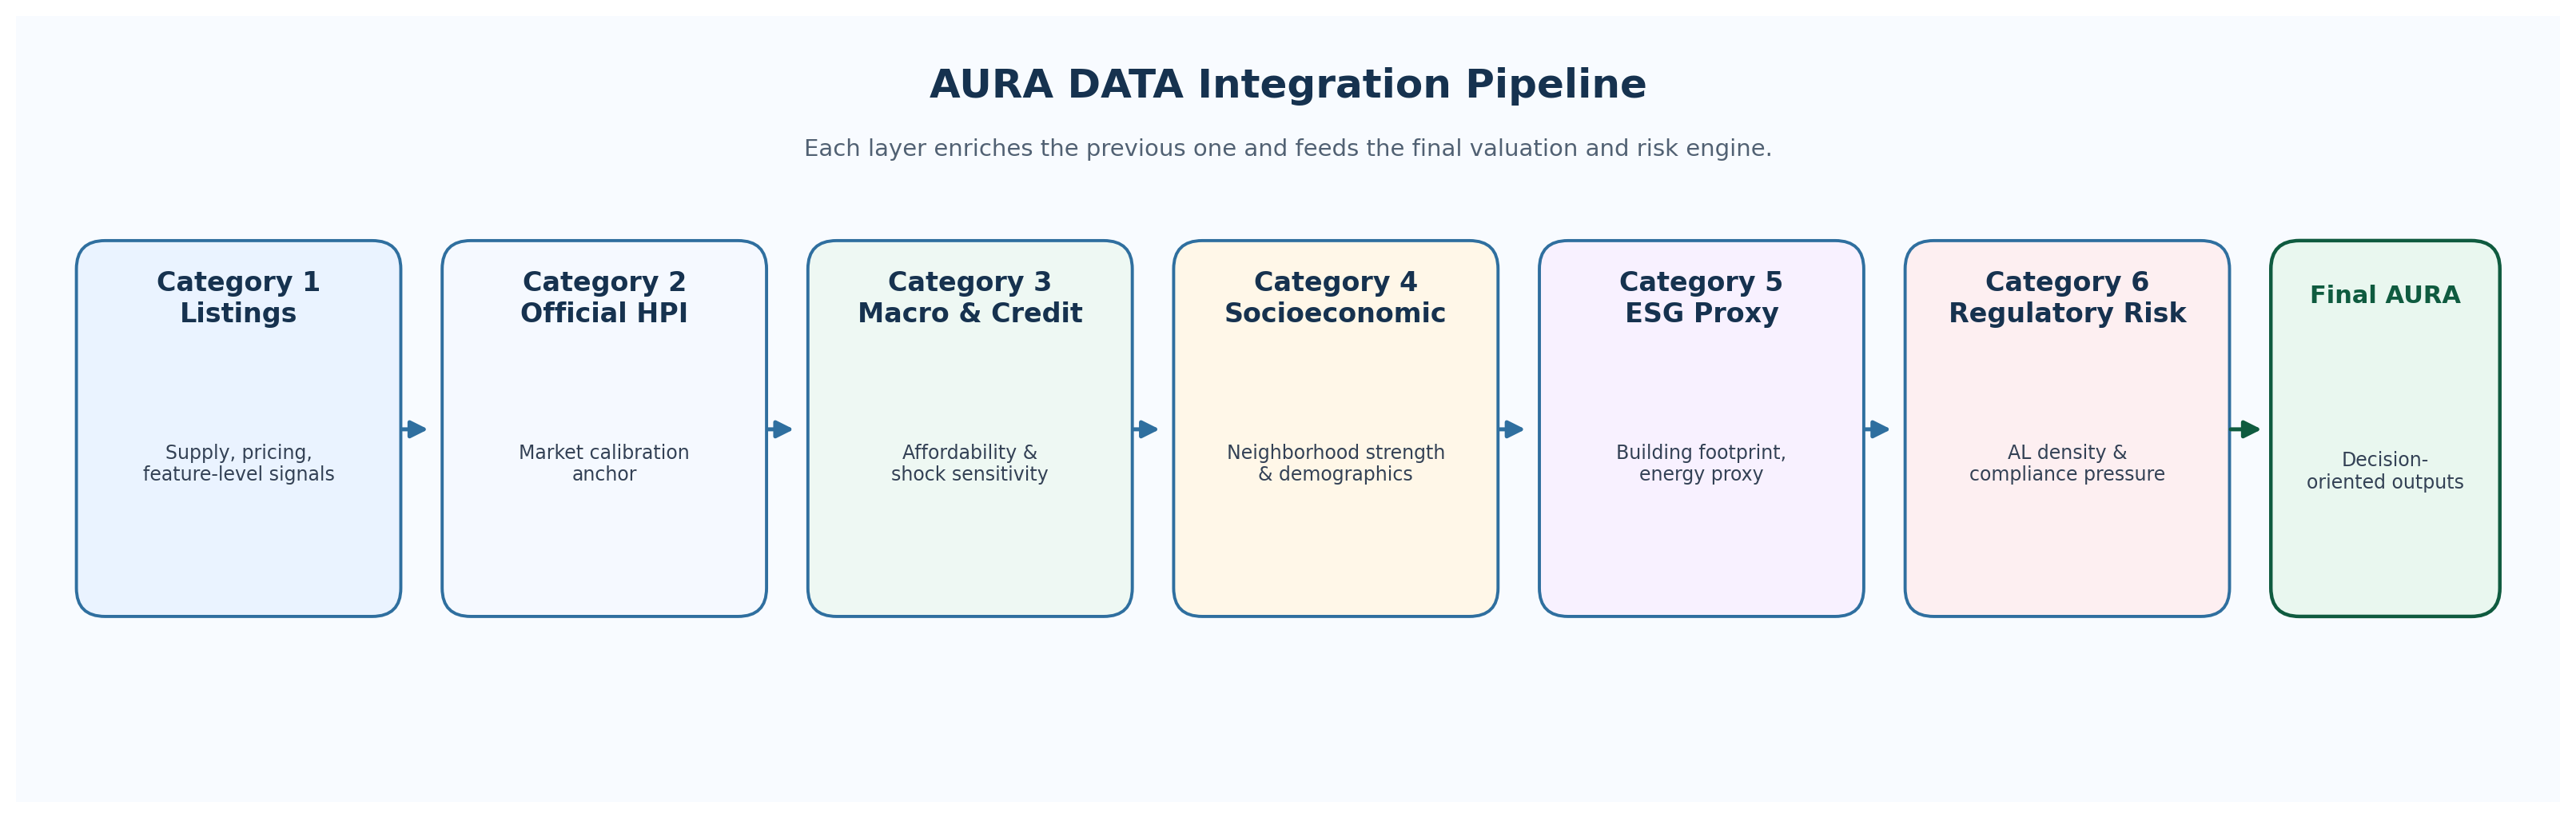 AURA DATA Integration Pipeline
Each layer enriches the previous one and feeds the final valuation and risk engine.
Category 1
Listings
Supply, pricing,
feature-level signals
Category 2
Official HPI
Market calibration
anchor
Category 3
Macro & Credit
Affordability &
shock sensitivity
Category 4
Socioeconomic
Neighborhood strength
& demographics
Category 5
ESG Proxy
Building footprint,
energy proxy
Category 6
Regulatory Risk
AL density &
compliance pressure
Final AURA
Decision-
oriented outputs